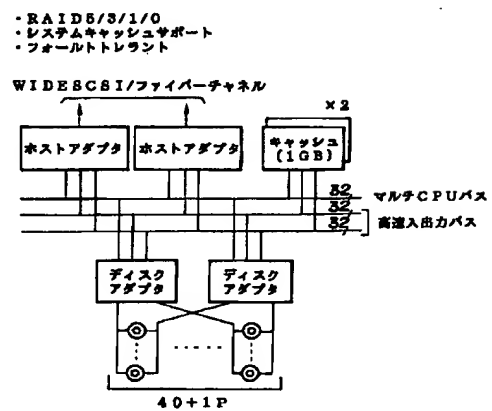 ・RAID5/3/1/0
・システムキャッシュサポート
・フォールトトレラント
WIDESCSI/ファイバーチャネル
×2
ホストアダプタ
ホストアダプタ
キャッシュ
(1GB)
32
マルチCPUバス
32
32
高速入出力バス
ディスク
アダプタ
ディスク
アダプタ
40+1P